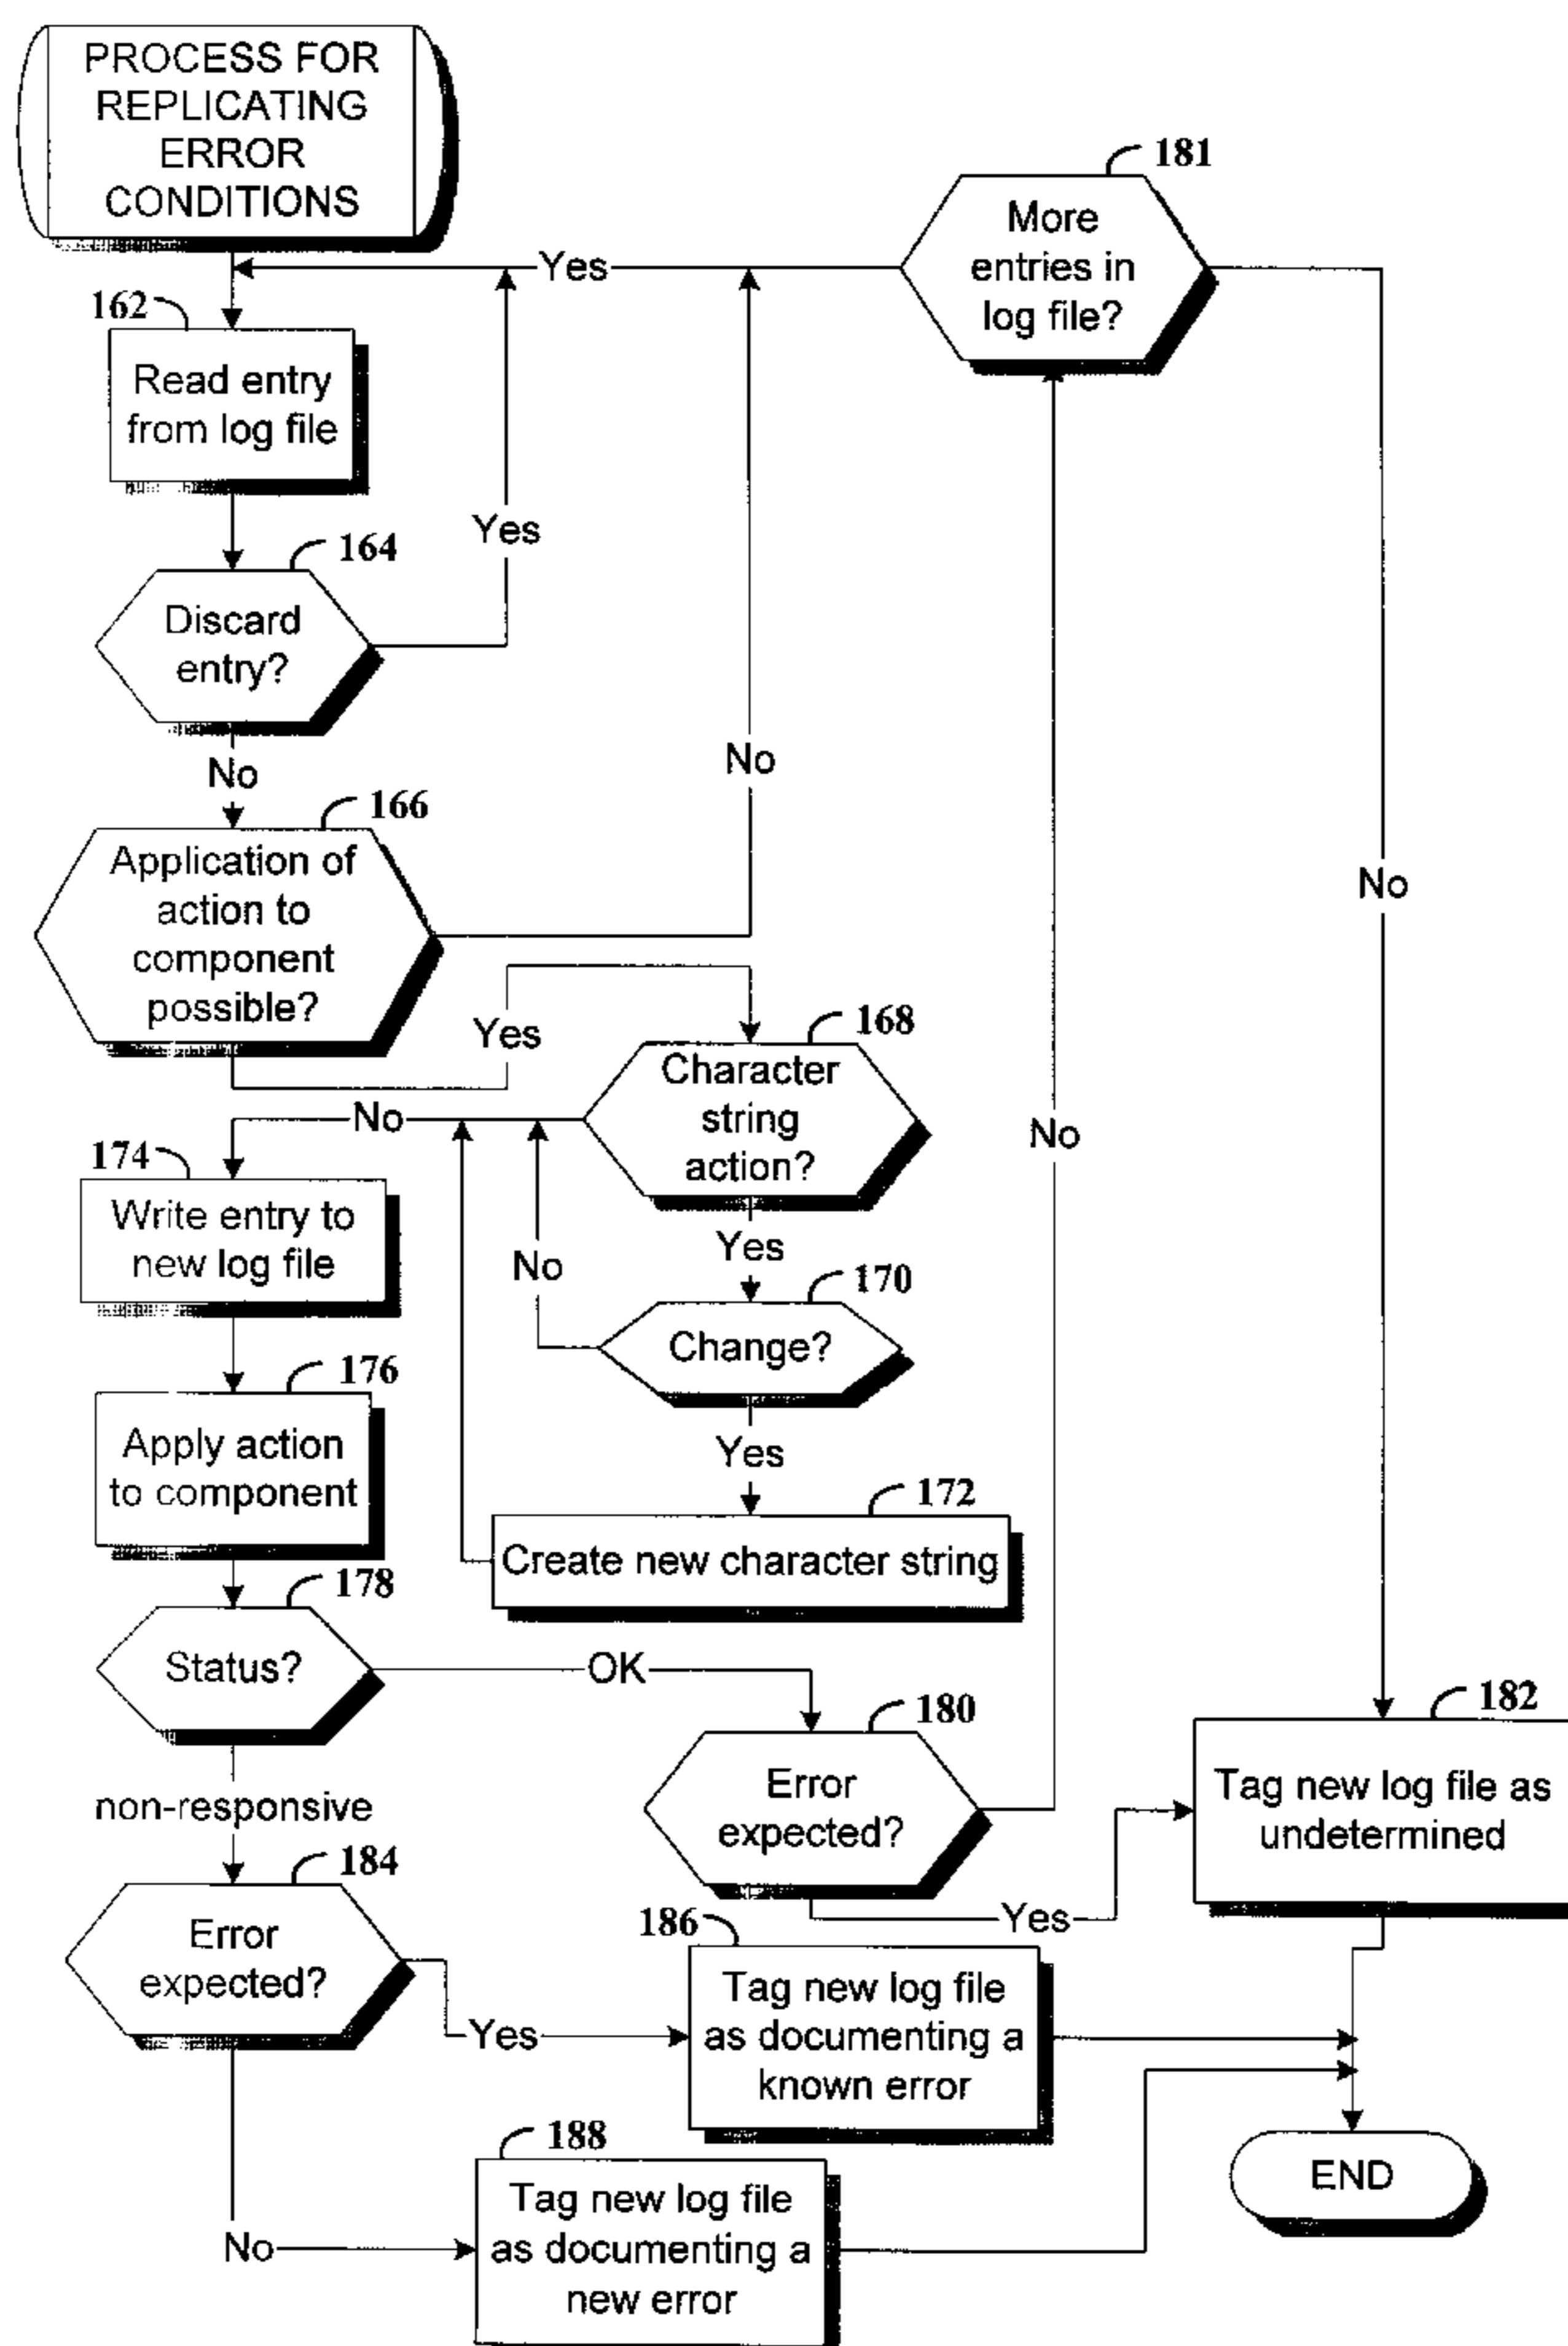 PROCESS FOR
REPLICATING
ERROR
CONDITIONS
181
More
entries in
log file?
Yes
162
Read entry
from log file
Yes
164
Discard
entry?
No
No
166
Application of
action to
component
possible?
No
Yes
168
Character
string
action?
No
No
174
Write entry to
new log file
Yes
No
170
Change?
176
Apply action
to component
Yes
172
Create new character string
178
Status?
OK
180
Error
expected?
182
Tag new log file as
undetermined
non-responsive
184
Error
expected?
Yes
186
Tag new log file
as documenting a
known error
Yes
188
Tag new log file
as documenting a
new error
No
END